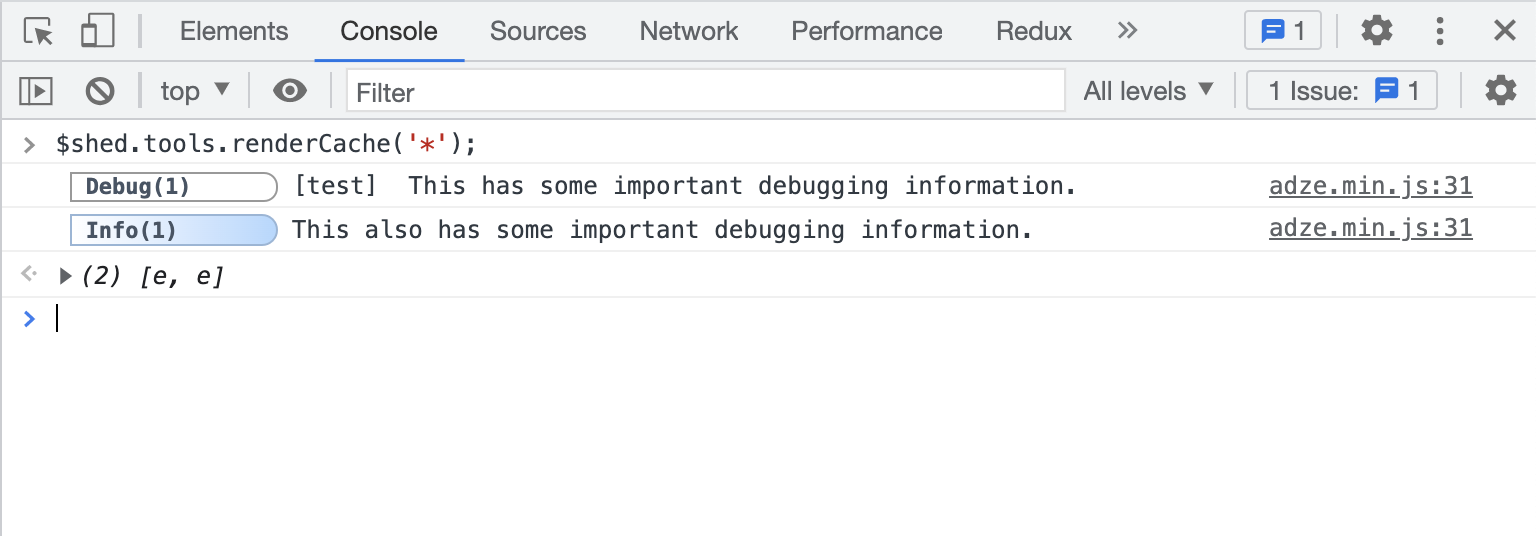 Elements Console Sources Network Performance Redux » 1
top ▼ Filter All levels ▼ 1 Issue: 1
> $shed.tools.renderCache('*');
Debug(1) [test]  This has some important debugging information. adze.min.js:31
Info(1) This also has some important debugging information. adze.min.js:31
(2) [e, e]
>